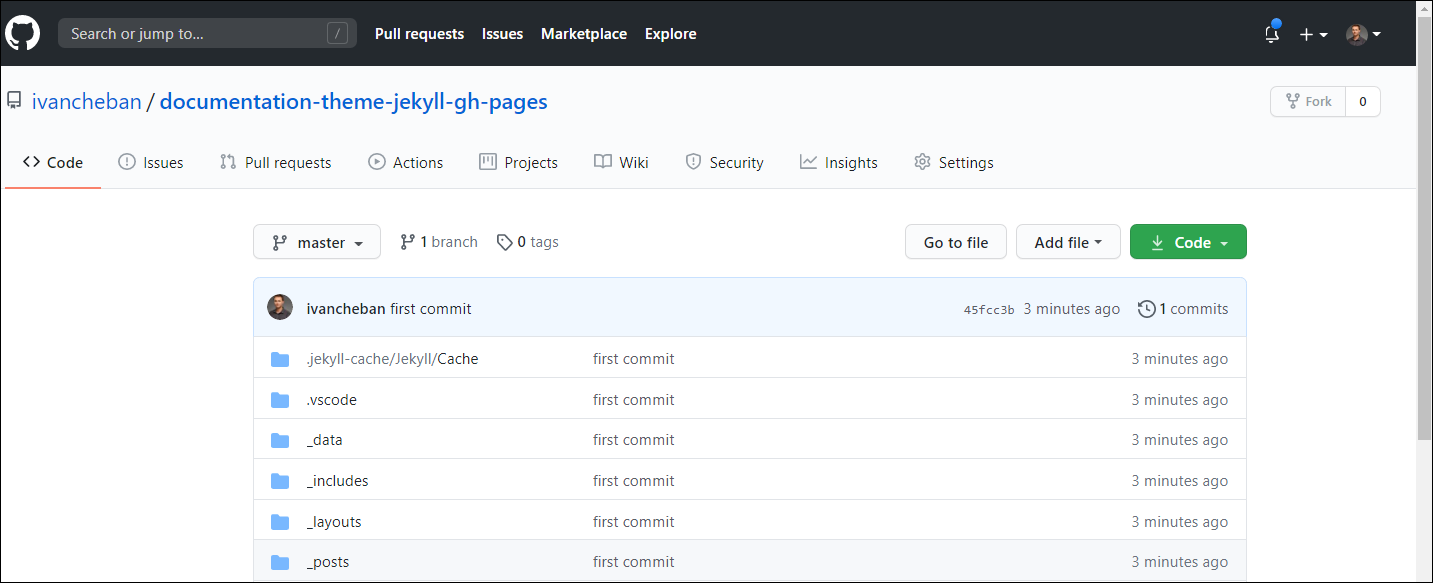 Search or jump to... / Pull requests Issues Marketplace Explore
ivancheban / documentation-theme-jekyll-gh-pages Fork 0
Code Issues Pull requests Actions Projects Wiki Security Insights Settings
master 1 branch 0 tags Go to file Add file Code
ivancheban first commit 45fcc3b 3 minutes ago 1 commits
.jekyll-cache/Jekyll/Cache first commit 3 minutes ago
.vscode first commit 3 minutes ago
_data first commit 3 minutes ago
_includes first commit 3 minutes ago
_layouts first commit 3 minutes ago
_posts first commit 3 minutes ago